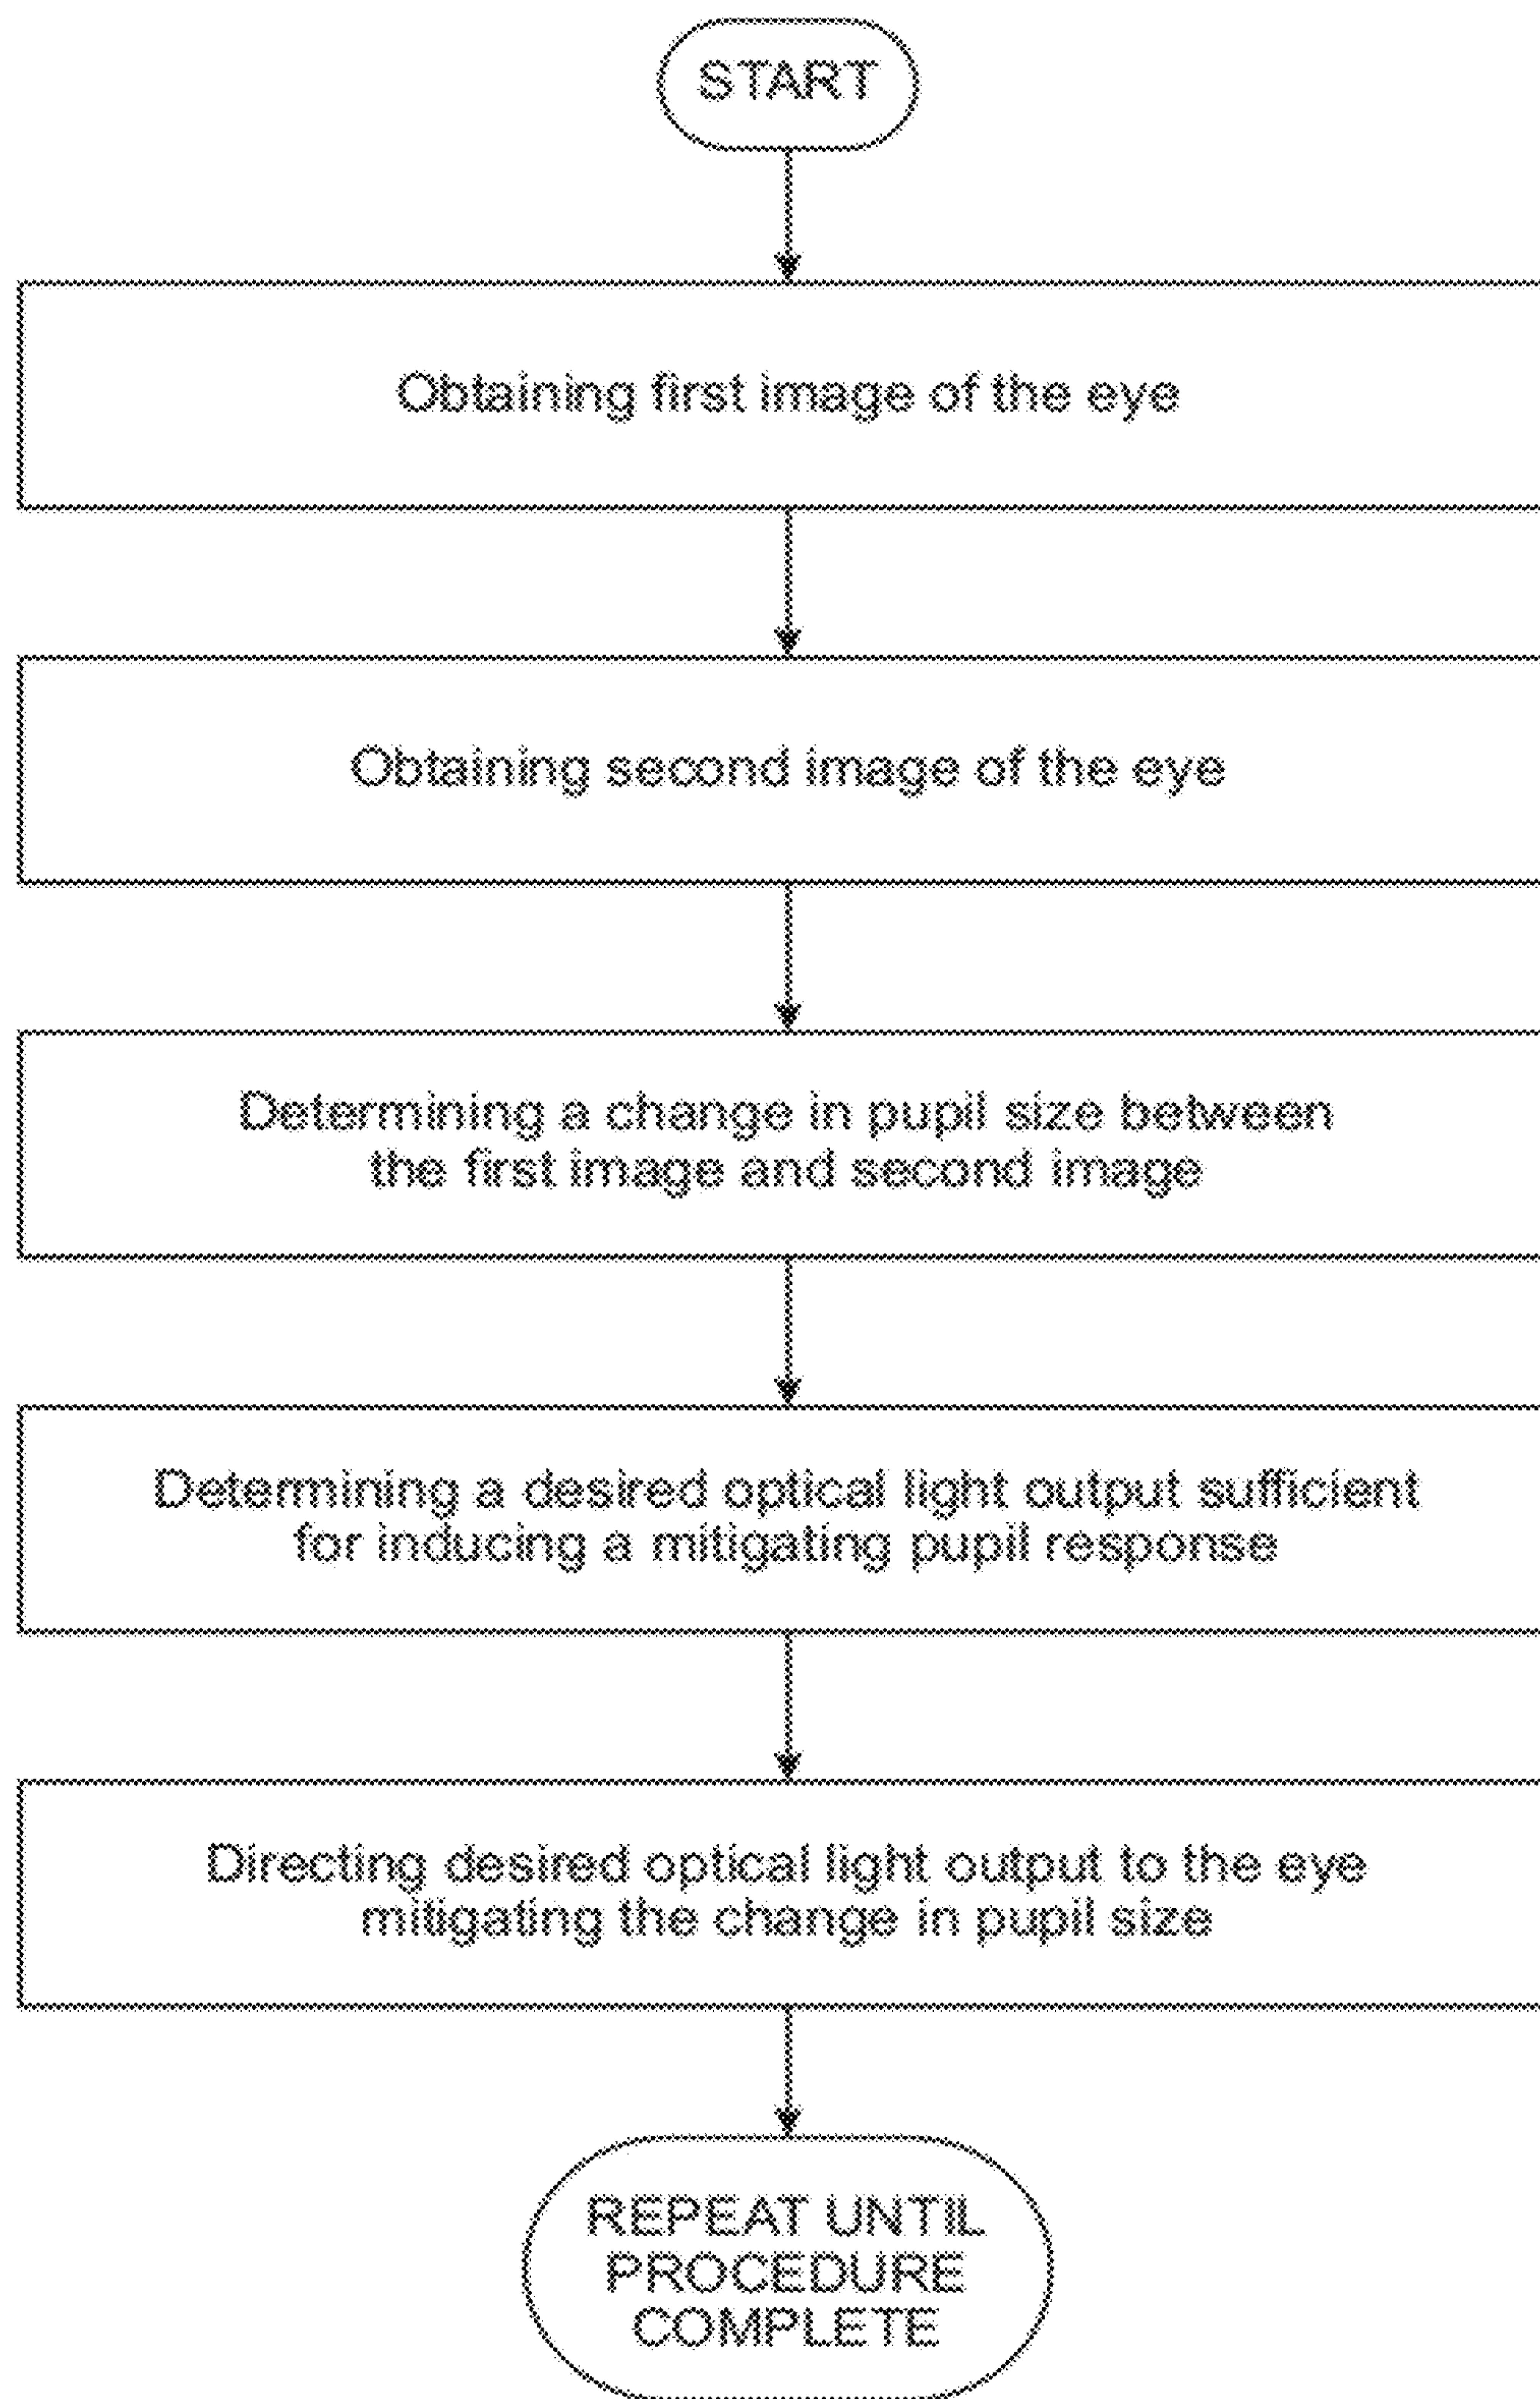 START
Obtaining first image of the eye
Obtaining second image of the eye
Determining a change in pupil size between
the first image and second image
Determining a desired optical light output sufficient
for inducing a mitigating pupil response
Directing desired optical light output to the eye
mitigating the change in pupil size
REPEAT UNTIL
PROCEDURE
COMPLETE